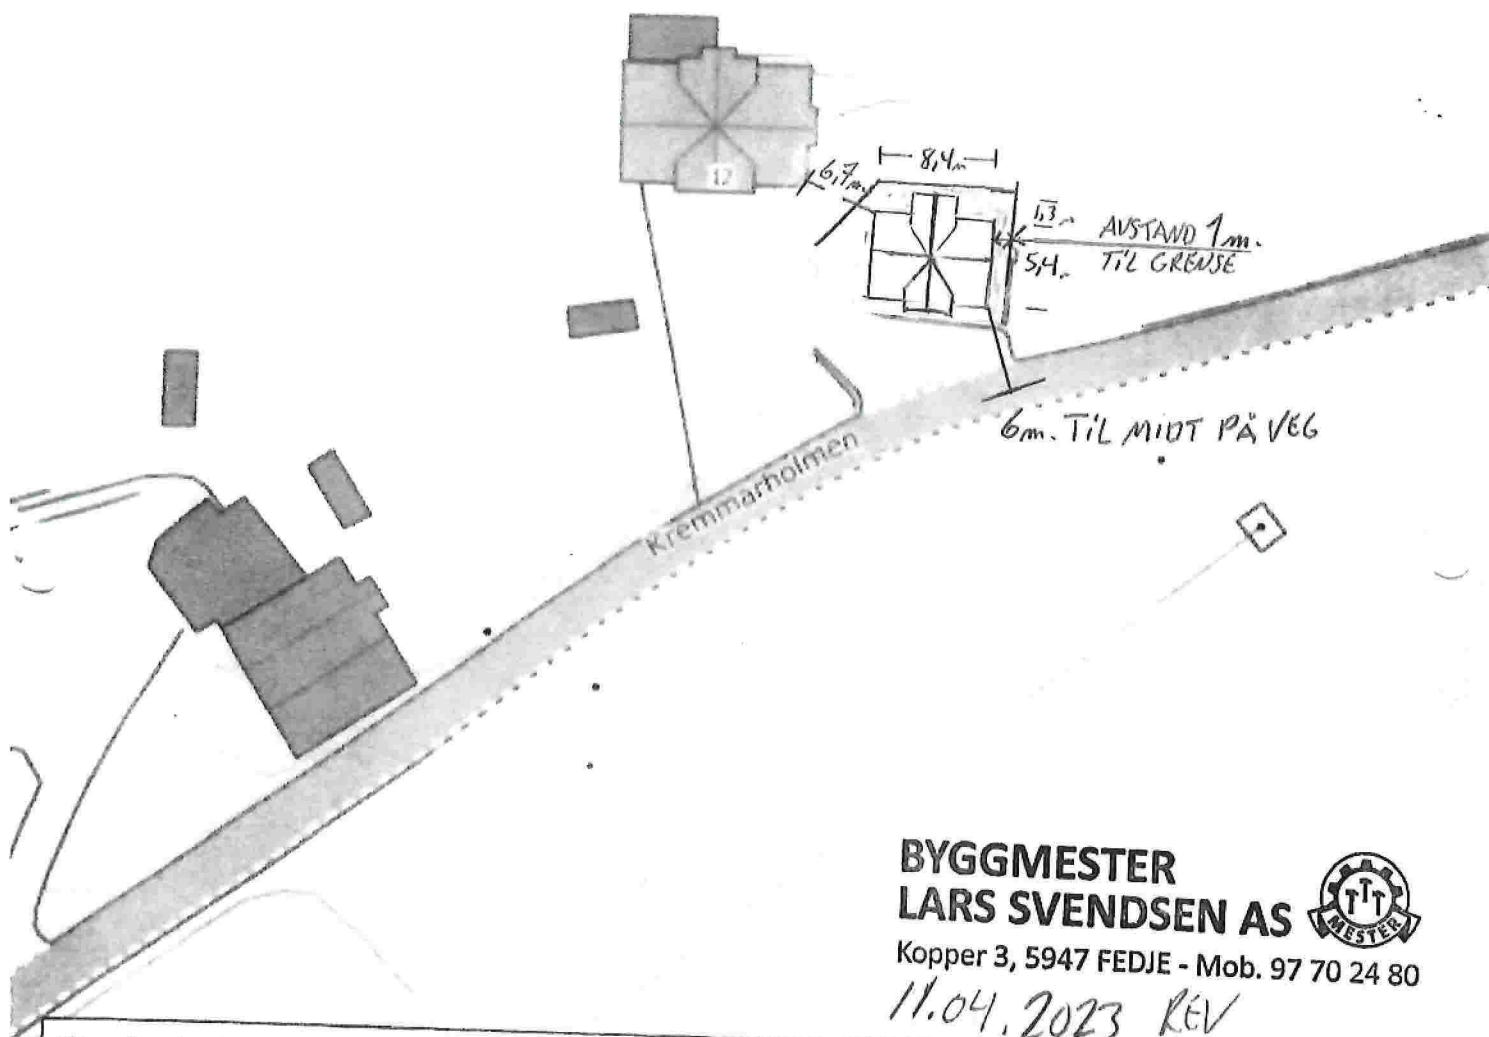 12
6,7m.
8,4m
1,3m
5,4m
AVSTAND 1m.
TIL GRENSE
6m. TIL MIDT PÅ VEG
Kremmarholmen
BYGGMESTER
LARS SVENDSEN AS
MESTER
Kopper 3, 5947 FEDJE - Mob. 97 70 24 80
11.04.2023 REV